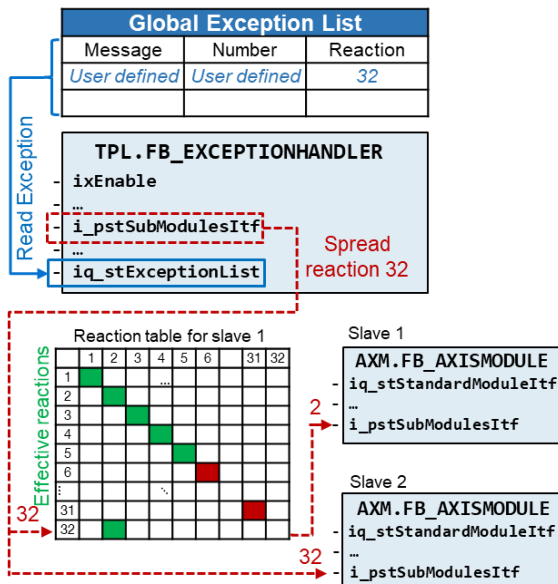 Global Exception List
Message Number Reaction
User defined User defined 32
Read Exception
TPL.FB_EXCEPTIONHANDLER
- ixEnable
- …
- i_pstSubModulesItf
- …
- iq_stExceptionList
Spread
reaction 32
Reaction table for slave 1
1 2 3 4 5 6 31 32
Effective reactions
1 ...
2
3
4
5
6
⋮ ⋱
31
32
32
Slave 1
AXM.FB_AXISMODULE
- iq_stStandardModuleItf
- …
2
- i_pstSubModulesItf
Slave 2
AXM.FB_AXISMODULE
- iq_stStandardModuleItf
- …
32
- i_pstSubModulesItf